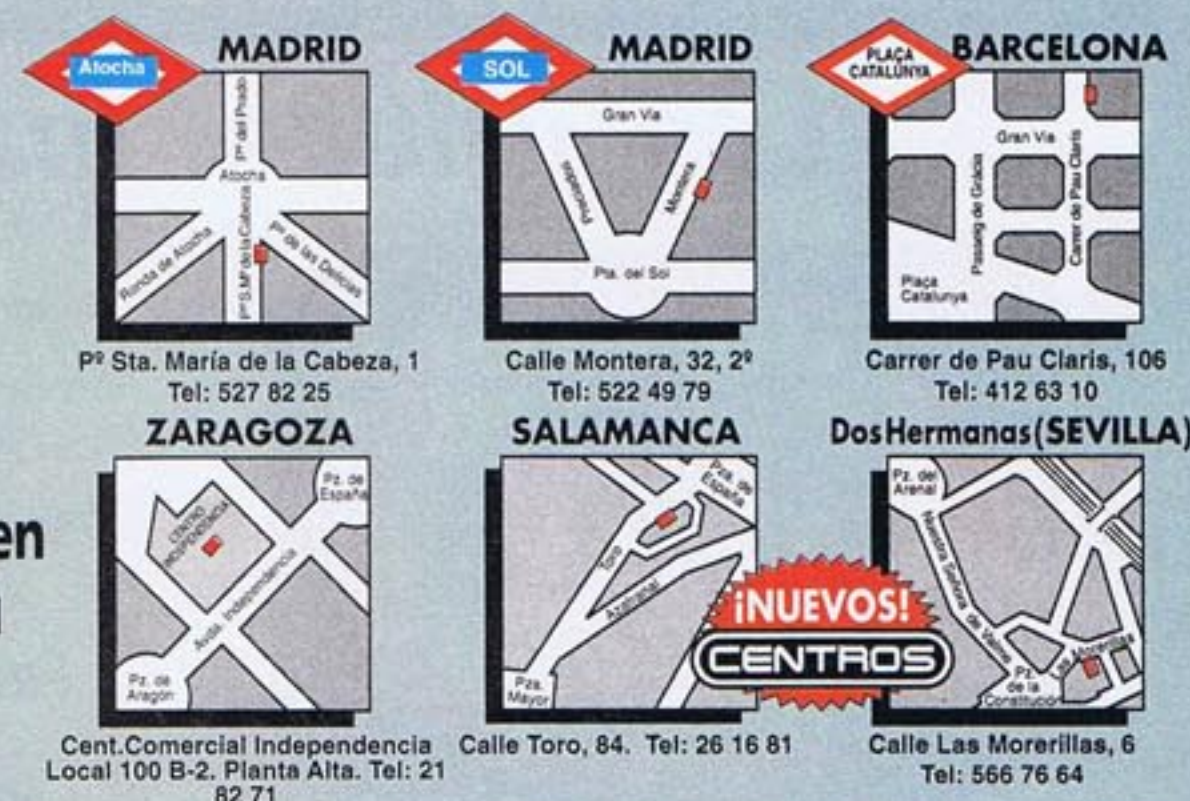 MADRID
Atocha
Pº del Prado
Atocha
Ronda de Atocha
Pº S.Mª de la Cabeza
Pº de las Delicias
Pº Sta. María de la Cabeza, 1
Tel: 527 82 25
MADRID
SOL
Gran Via
Preciados
Montera
Pta. del Sol
Calle Montera, 32, 2º
Tel: 522 49 79
BARCELONA
PLAÇA
CATALÚNYA
Gran Via
Passeig de Gràcia
Carrer de Pau Claris
Plaça
Catalunya
Carrer de Pau Claris, 106
Tel: 412 63 10
en
ZARAGOZA
Pz. de
España
CENTRO
INDEPENDENCIA
Avda. Independencia
Pz. de
Aragón
Cent.Comercial Independencia
Local 100 B-2. Planta Alta. Tel: 21
82 71
SALAMANCA
Pza. de
España
Toro
Azafranal
Pza.
Mayor
Calle Toro, 84. Tel: 26 16 81
¡NUEVOS!
CENTROS
Dos Hermanas (SEVILLA)
Pz. del
Arenal
Nuestra Señora de Valme
Las Morerillas
Pz.
de la
Constitución
Calle Las Morerillas, 6
Tel: 566 76 64